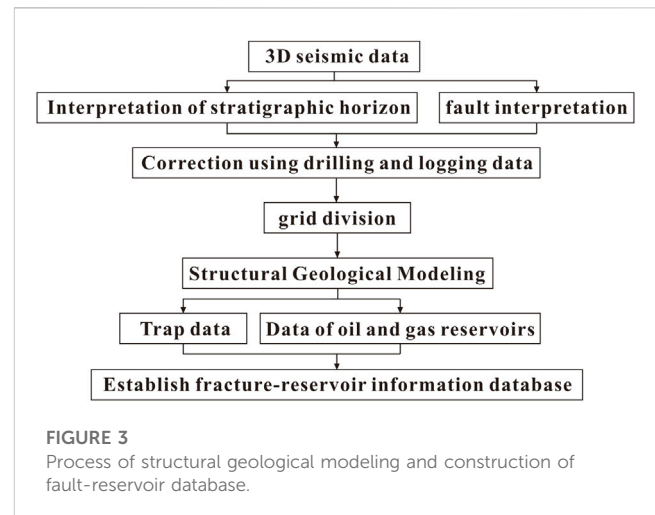 3D seismic data
Interpretation of stratigraphic horizon
fault interpretation
Correction using drilling and logging data
grid division
Structural Geological Modeling
Trap data
Data of oil and gas reservoirs
Establish fracture-reservoir information database
FIGURE 3
Process of structural geological modeling and construction of
fault-reservoir database.